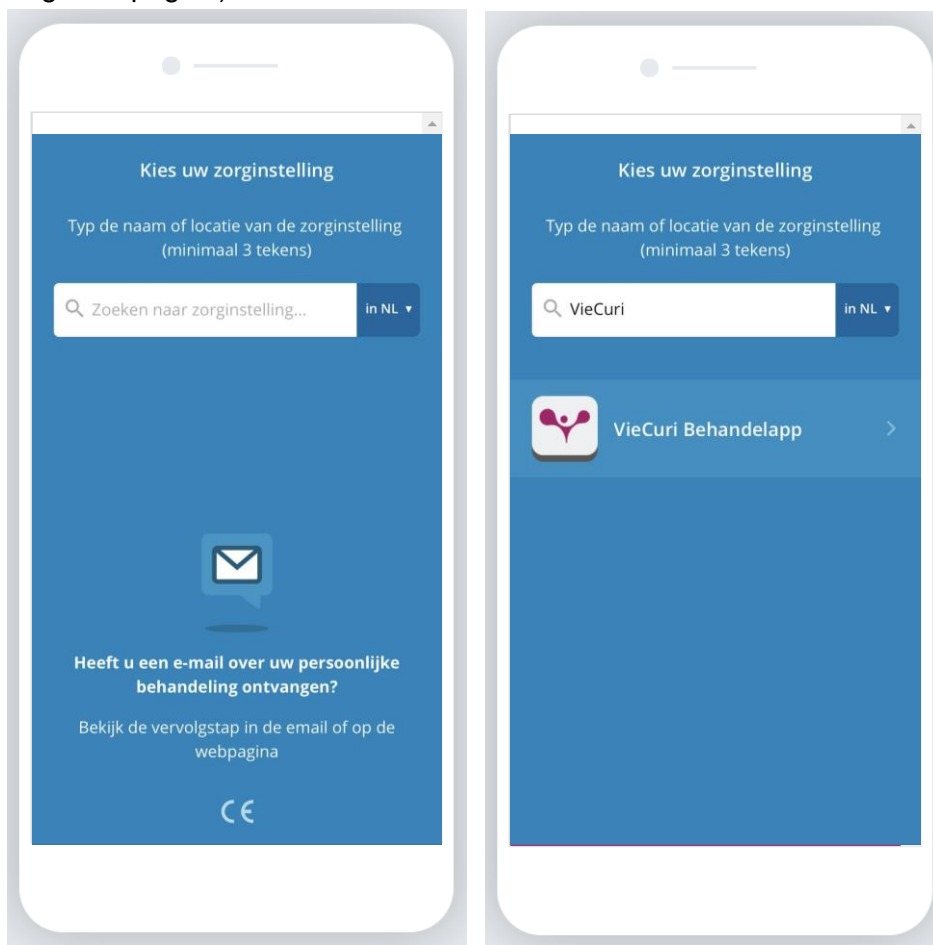 Kies uw zorginstelling
Typ de naam of locatie van de zorginstelling
(minimaal 3 tekens)
Zoeken naar zorginstelling...
in NL
Heeft u een e-mail over uw persoonlijke
behandeling ontvangen?
Bekijk de vervolgstap in de email of op de
webpagina
CE
Kies uw zorginstelling
Typ de naam of locatie van de zorginstelling
(minimaal 3 tekens)
VieCuri
in NL
VieCuri Behandelapp